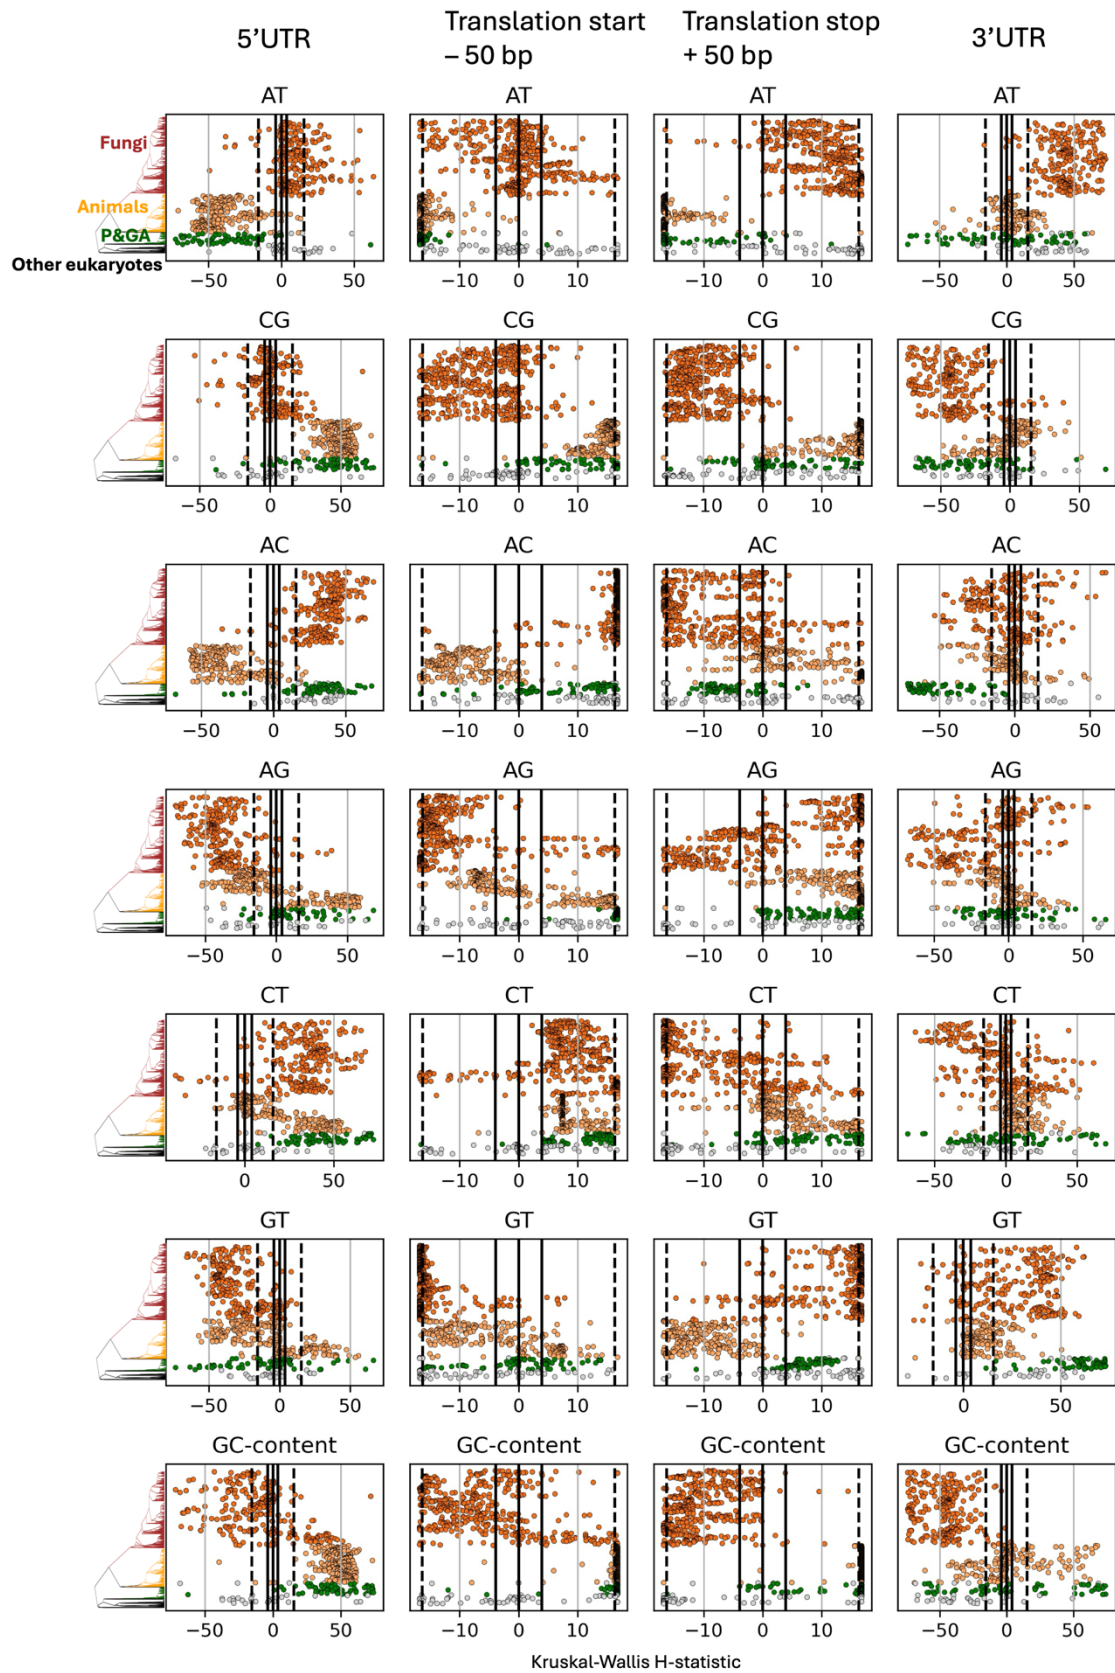 5’UTR
Translation start
– 50 bp
Translation stop
+ 50 bp
3’UTR
AT AT AT AT
Fungi
Animals
P&GA
Other eukaryotes
−50 0 50 −10 0 10 −10 0 10 −50 0 50
CG CG CG CG
−50 0 50 −10 0 10 −10 0 10 −50 0 50
AC AC AC AC
−50 0 50 −10 0 10 −10 0 10 −50 0 50
AG AG AG AG
−50 0 50 −10 0 10 −10 0 10 −50 0 50
CT CT CT CT
0 50 −10 0 10 −10 0 10 −50 0 50
GT GT GT GT
−50 0 50 −10 0 10 −10 0 10 0 50
GC-content GC-content GC-content GC-content
−50 0 50 −10 0 10 −10 0 10 −50 0 50
Kruskal-Wallis H-statistic